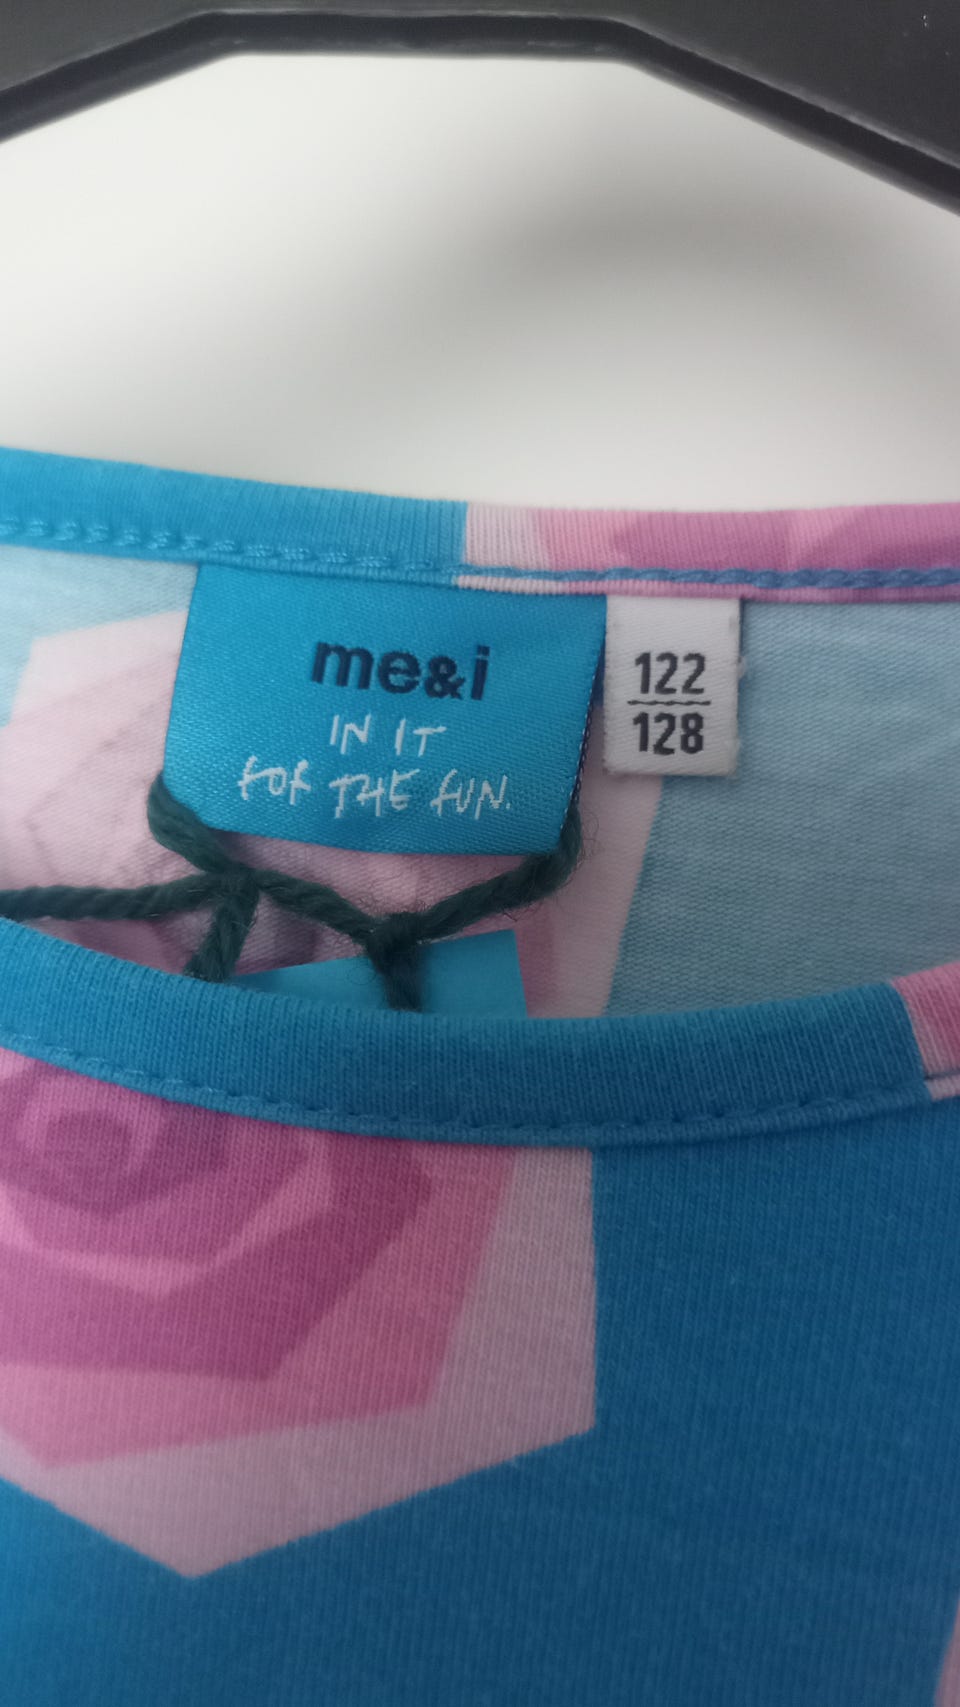 me&i
IN IT
FOR THE FUN.
122
128